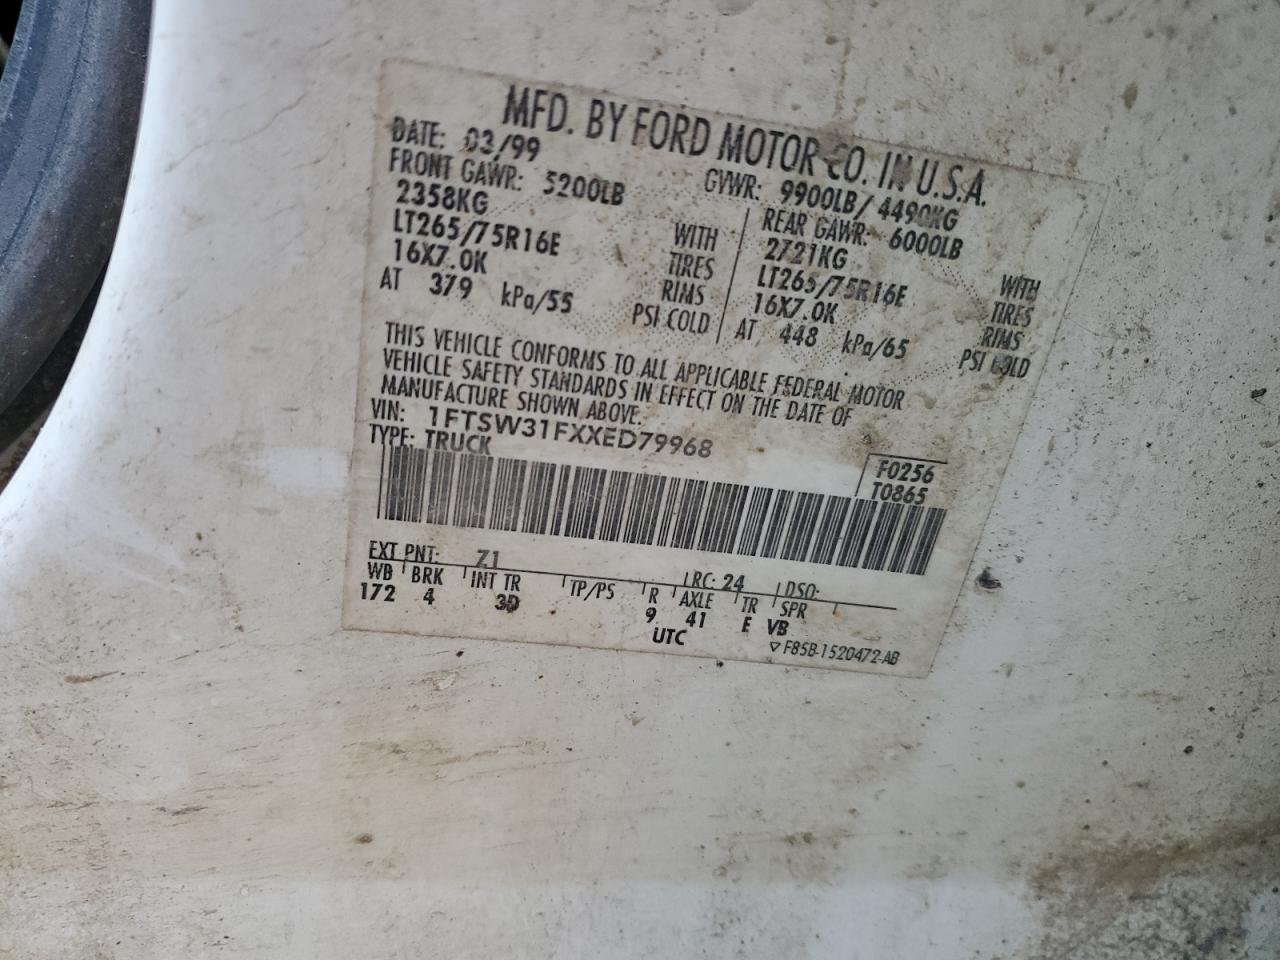 MFD. BY FORD MOTOR CO. IN U.S.A.
DATE: 03/99 GVWR: 9900LB/ 4490KG
FRONT GAWR: 5200LB REAR GAWR: 6000LB
2358KG WITH 2721KG WITH
LT265/75R16E TIRES LT265/75R16E TIRES
16X7.0K RIMS 16X7.0K RIMS
AT 379 kPa/55 PSI COLD AT 448 kPa/65 PSI COLD
THIS VEHICLE CONFORMS TO ALL APPLICABLE FEDERAL MOTOR
VEHICLE SAFETY STANDARDS IN EFFECT ON THE DATE OF
MANUFACTURE SHOWN ABOVE.
VIN: 1FTSW31FXXED79968
TYPE: TRUCK
F0256
T0865
EXT PNT: Z1 RC: 24 DSO:
WB BRK INT TR TP/PS R AXLE TR SPR
172 4 3D 9 41 E VB
UTC
▽ F85B-1520472-AB